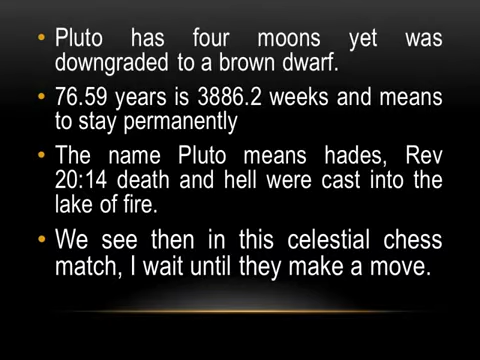 • Pluto has four moons yet was
downgraded to a brown dwarf.
• 76.59 years is 3886.2 weeks and means
to stay permanently
• The name Pluto means hades, Rev
20:14 death and hell were cast into the
lake of fire.
• We see then in this celestial chess
match, I wait until they make a move.